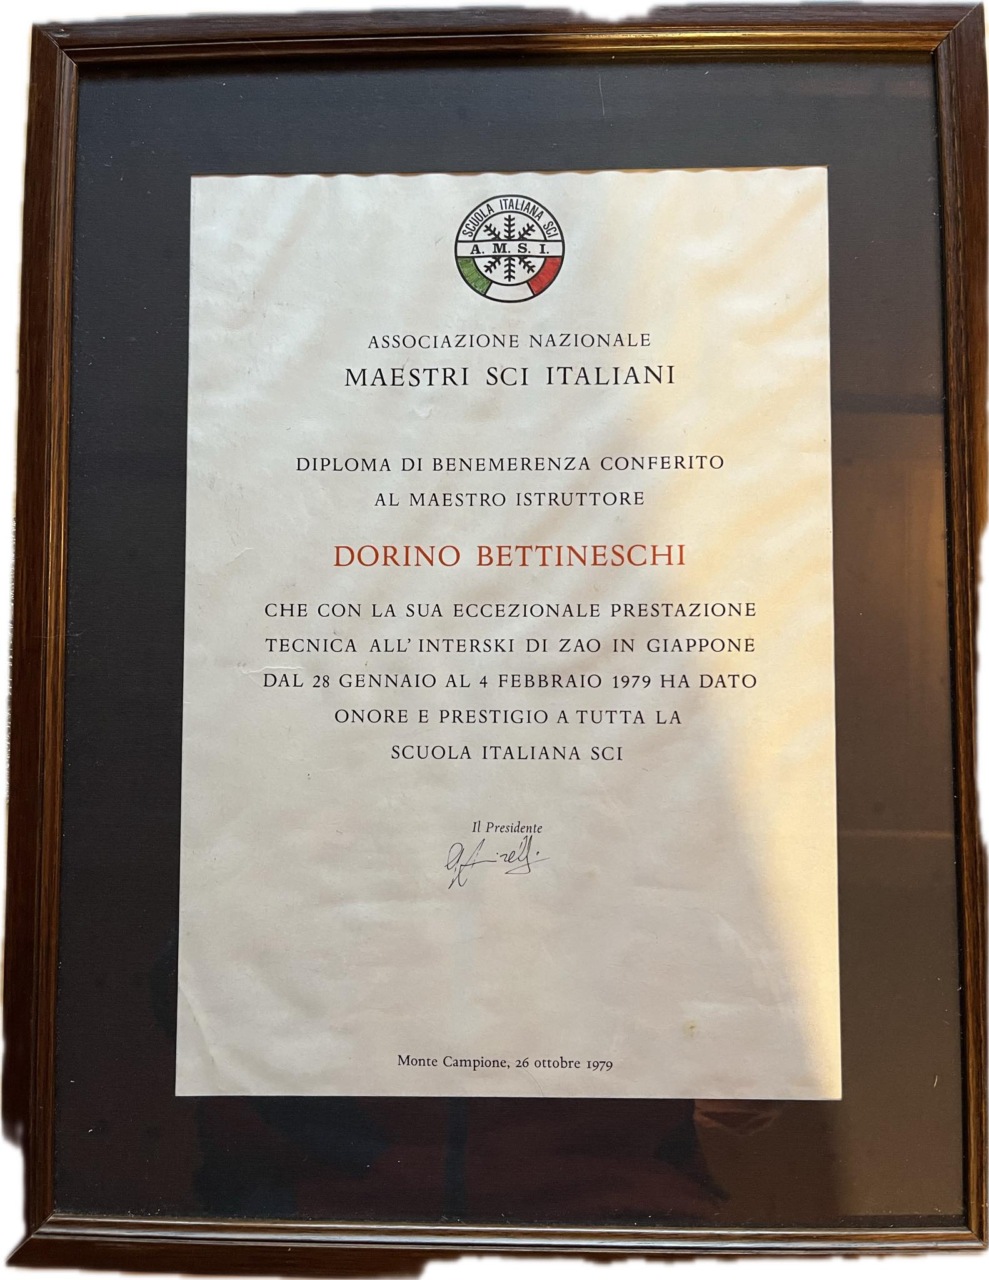 SCUOLA ITALIANA SCI
A. M. S. I.
ASSOCIAZIONE NAZIONALE
MAESTRI SCI ITALIANI
DIPLOMA DI BENEMERENZA CONFERITO
AL MAESTRO ISTRUTTORE
DORINO BETTINESCHI
CHE CON LA SUA ECCEZIONALE PRESTAZIONE
TECNICA ALL' INTERSKI DI ZAO IN GIAPPONE
DAL 28 GENNAIO AL 4 FEBBRAIO 1979 HA DATO
ONORE E PRESTIGIO A TUTTA LA
SCUOLA ITALIANA SCI
Il Presidente
Monte Campione, 26 ottobre 1979